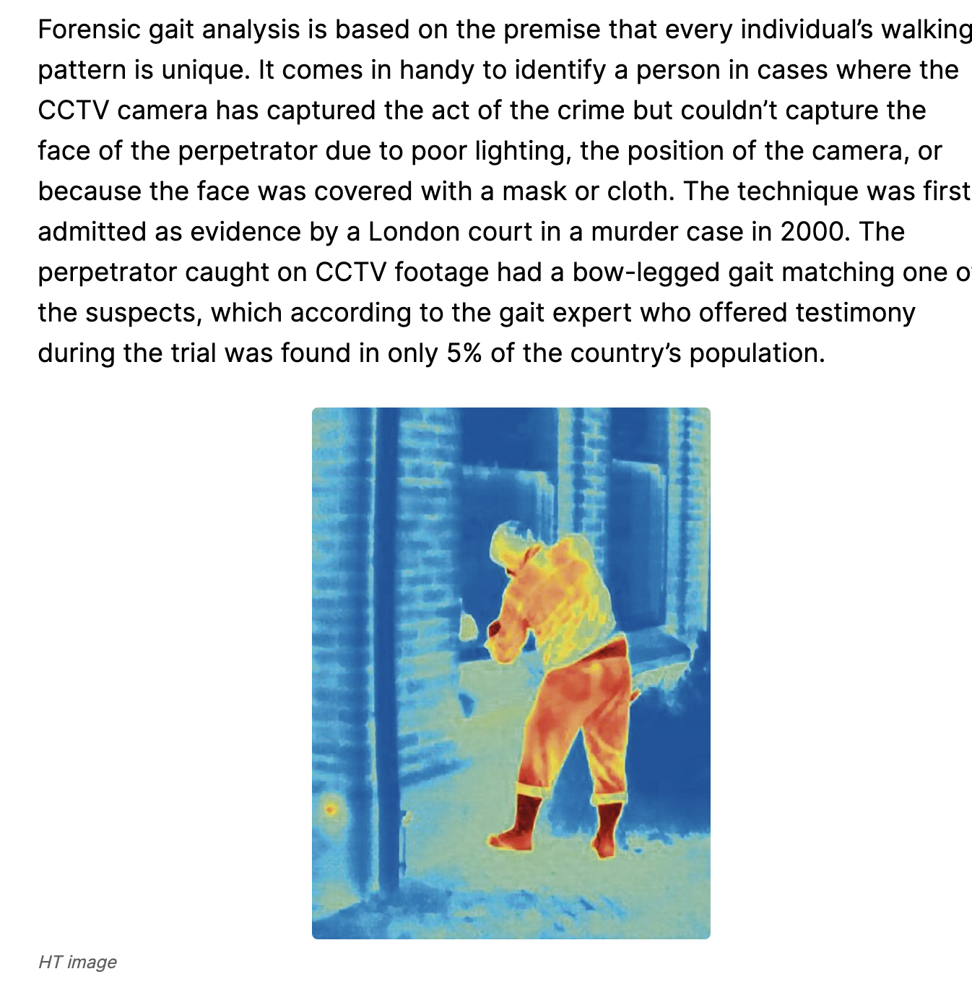 Forensic gait analysis is based on the premise that every individual’s walking
pattern is unique. It comes in handy to identify a person in cases where the
CCTV camera has captured the act of the crime but couldn’t capture the
face of the perpetrator due to poor lighting, the position of the camera, or
because the face was covered with a mask or cloth. The technique was first
admitted as evidence by a London court in a murder case in 2000. The
perpetrator caught on CCTV footage had a bow-legged gait matching one of
the suspects, which according to the gait expert who offered testimony
during the trial was found in only 5% of the country’s population.
HT image